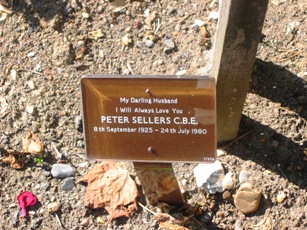 My Darling Husband
I Will Always Love You
PETER SELLERS C.B.E.
8th September 1925 - 24th July 1980